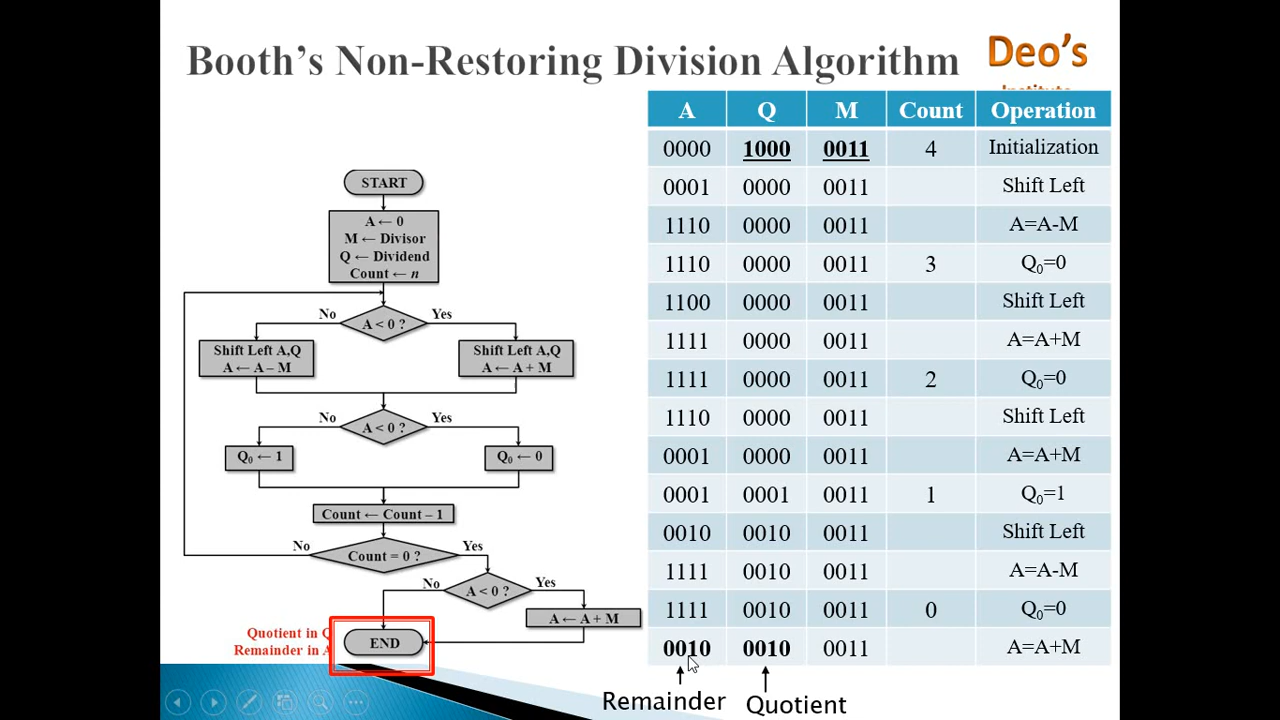 Booth's Non-Restoring Division Algorithm
Deo's
Institute
START
A ← 0
M ← Divisor
Q ← Dividend
Count ← n
No
A < 0 ?
Yes
Shift Left A,Q
A ← A – M
Shift Left A,Q
A ← A + M
No
A < 0 ?
Yes
Q₀ ← 1
Q₀ ← 0
Count ← Count – 1
No
Count = 0 ?
Yes
No
A < 0 ?
Yes
A ← A + M
Quotient in Q
Remainder in A
END
A Q M Count Operation
0000 1000 0011 4 Initialization
0001 0000 0011 Shift Left
1110 0000 0011 A=A-M
1110 0000 0011 3 Q₀=0
1100 0000 0011 Shift Left
1111 0000 0011 A=A+M
1111 0000 0011 2 Q₀=0
1110 0000 0011 Shift Left
0001 0000 0011 A=A+M
0001 0001 0011 1 Q₀=1
0010 0010 0011 Shift Left
1111 0010 0011 A=A-M
1111 0010 0011 0 Q₀=0
0010 0010 0011 A=A+M
Remainder Quotient